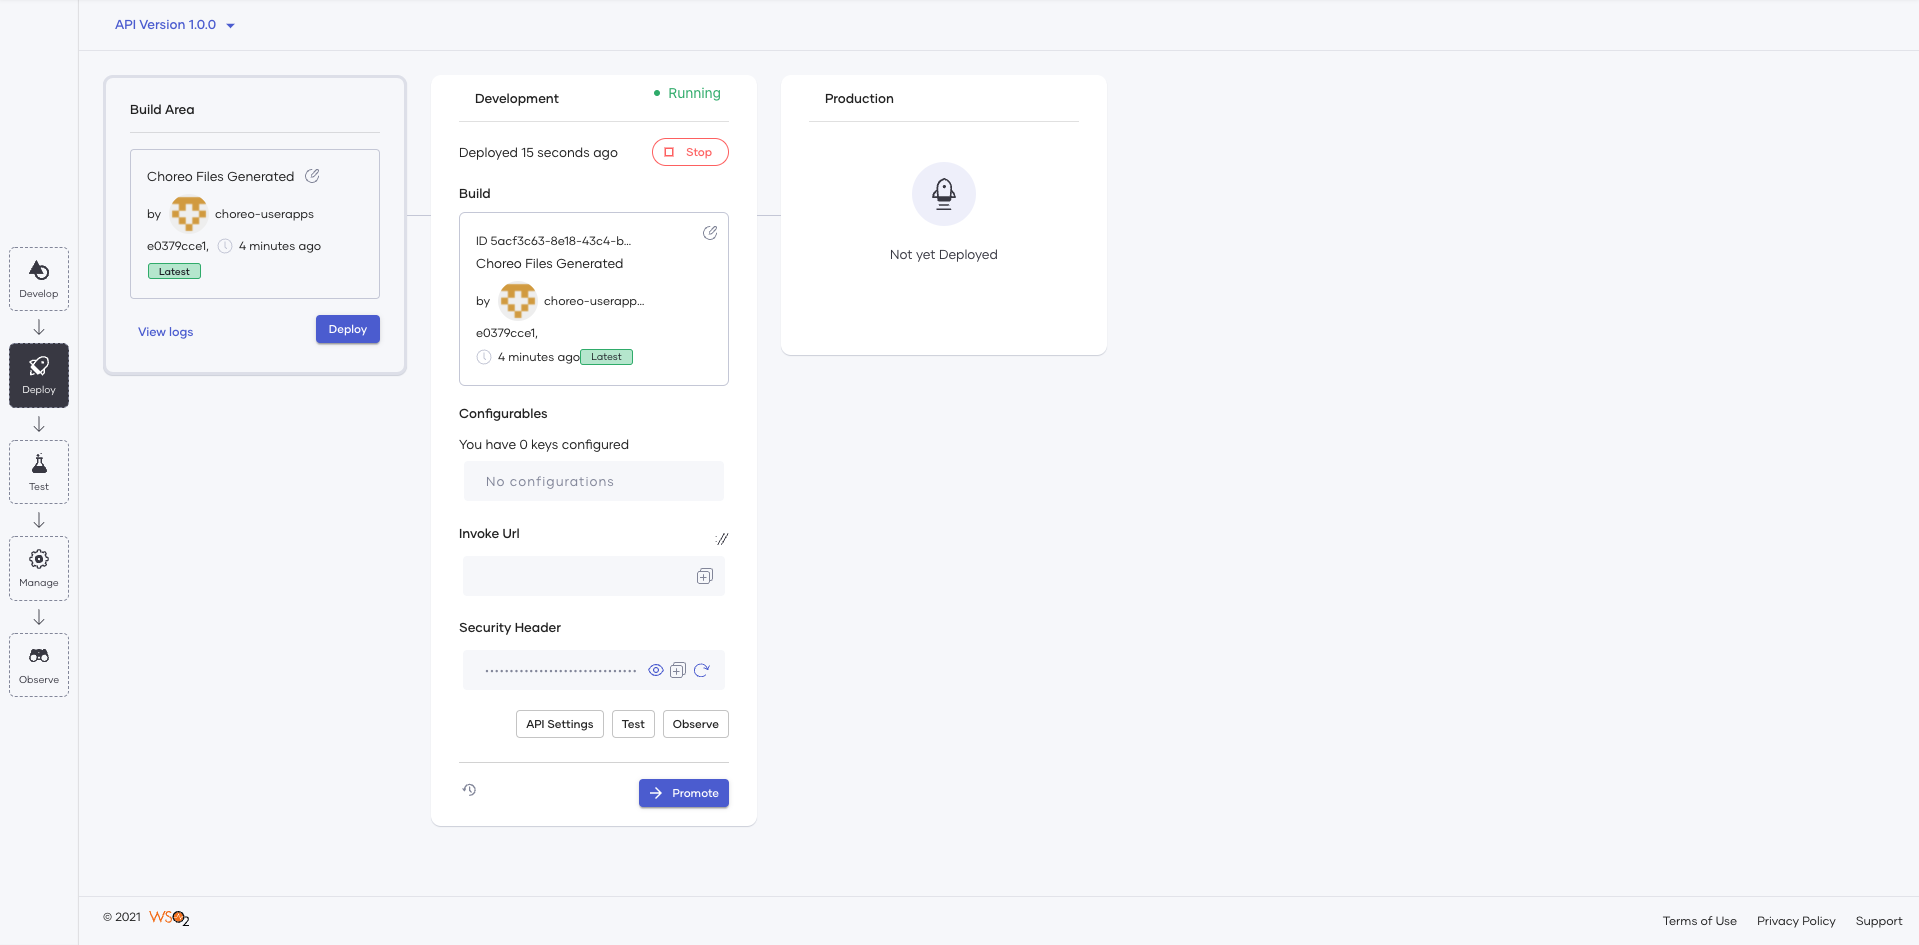 API Version 1.0.0
Develop
Deploy
Test
Manage
Observe
Build Area
Choreo Files Generated
by choreo-userapps
e0379cce1, 4 minutes ago
Latest
View logs Deploy
Development Running
Deployed 15 seconds ago Stop
Build
ID 5acf3c63-8e18-43c4-b...
Choreo Files Generated
by choreo-userapp...
e0379cce1,
4 minutes ago Latest
Configurables
You have 0 keys configured
No configurations
Invoke Url
://
Security Header
API Settings Test Observe
Promote
Production
Not yet Deployed
© 2021 WSO2
Terms of Use Privacy Policy Support